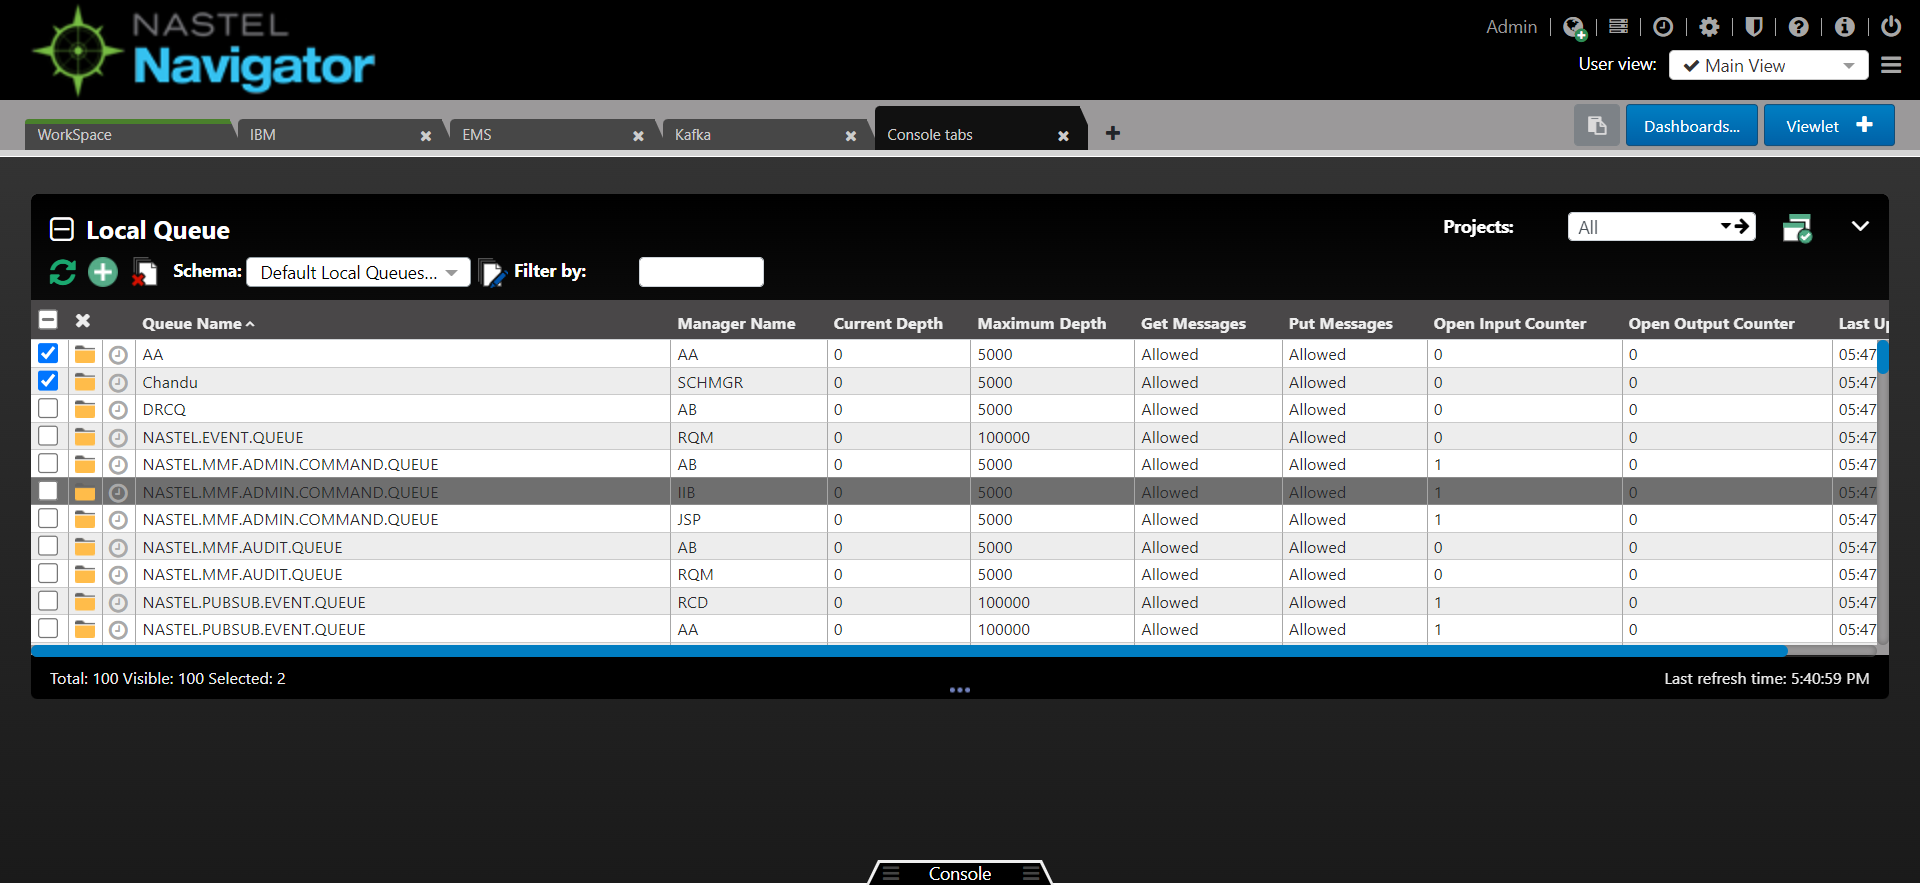 NASTEL
Navigator
Admin
User view: Main View
WorkSpace IBM EMS Kafka Console tabs
Dashboards... Viewlet
Local Queue
Projects: All
Schema: Default Local Queues... Filter by:
Queue Name Manager Name Current Depth Maximum Depth Get Messages Put Messages Open Input Counter Open Output Counter Last Up
AA AA 0 5000 Allowed Allowed 0 0 05:47
Chandu SCHMGR 0 5000 Allowed Allowed 0 0 05:47
DRCQ AB 0 5000 Allowed Allowed 0 0 05:47
NASTEL.EVENT.QUEUE RQM 0 100000 Allowed Allowed 0 0 05:47
NASTEL.MMF.ADMIN.COMMAND.QUEUE AB 0 5000 Allowed Allowed 1 0 05:47
NASTEL.MMF.ADMIN.COMMAND.QUEUE IIB 0 5000 Allowed Allowed 1 0 05:47
NASTEL.MMF.ADMIN.COMMAND.QUEUE JSP 0 5000 Allowed Allowed 1 0 05:47
NASTEL.MMF.AUDIT.QUEUE AB 0 5000 Allowed Allowed 0 0 05:47
NASTEL.MMF.AUDIT.QUEUE RQM 0 5000 Allowed Allowed 0 0 05:47
NASTEL.PUBSUB.EVENT.QUEUE RCD 0 100000 Allowed Allowed 1 0 05:47
NASTEL.PUBSUB.EVENT.QUEUE AA 0 100000 Allowed Allowed 1 0 05:47
Total: 100 Visible: 100 Selected: 2
Last refresh time: 5:40:59 PM
Console